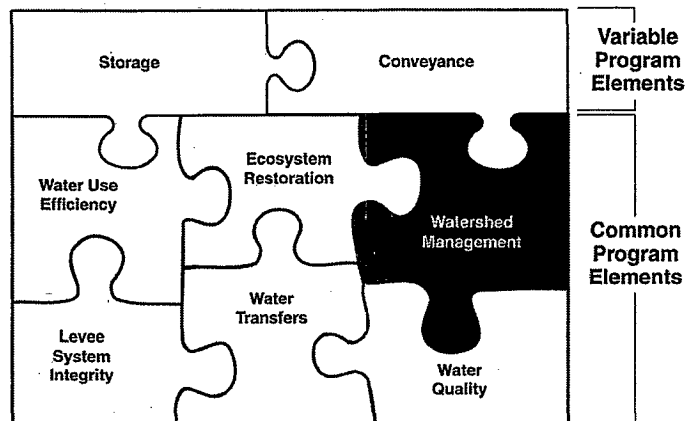 Storage
Conveyance
Variable
Program
Elements
Water Use
Efficiency
Ecosystem
Restoration
Watershed
Management
Common
Program
Elements
Levee
System
Integrity
Water
Transfers
Water
Quality